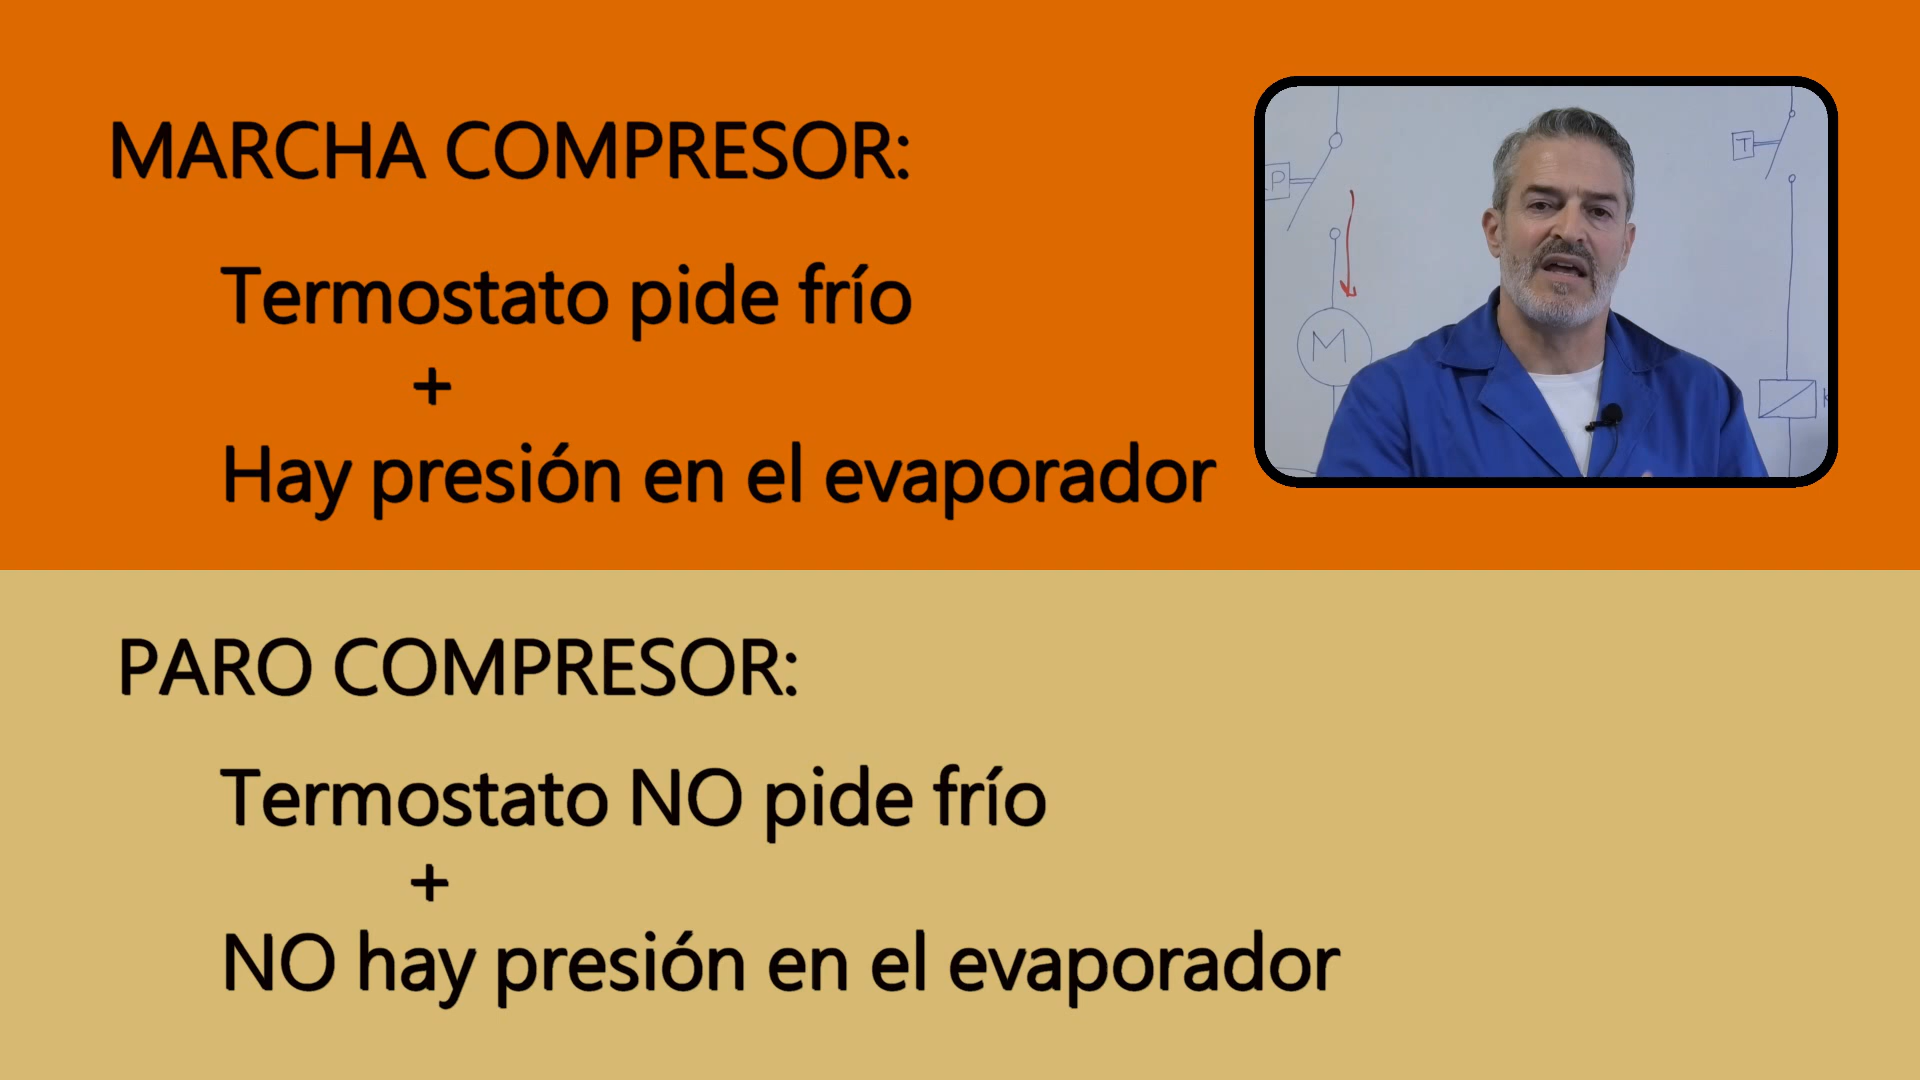 MARCHA COMPRESOR:
Termostato pide frío
+
Hay presión en el evaporador
P
T
M
PARO COMPRESOR:
Termostato NO pide frío
+
NO hay presión en el evaporador